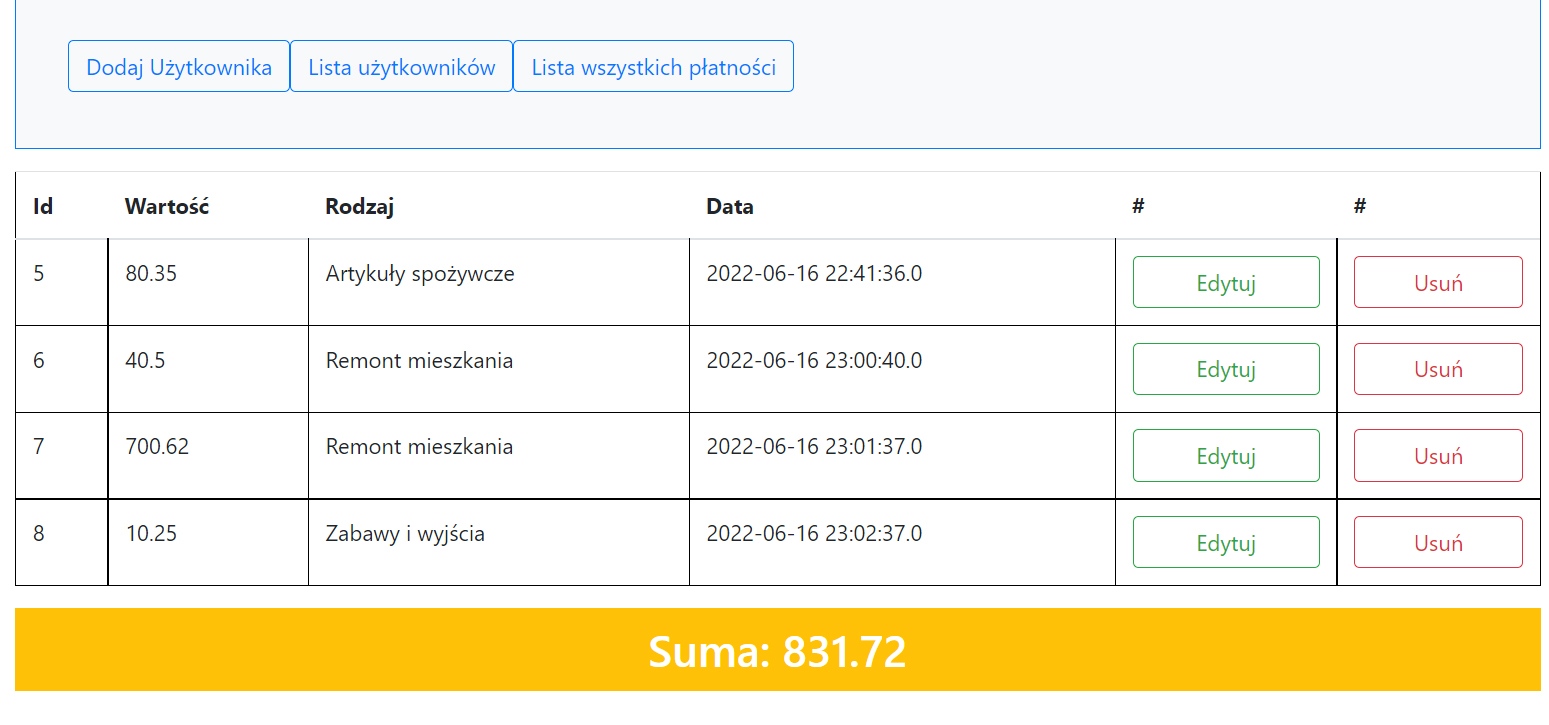 Dodaj Użytkownika Lista użytkowników Lista wszystkich płatności
Id Wartość Rodzaj Data # #
5 80.35 Artykuły spożywcze 2022-06-16 22:41:36.0 Edytuj Usuń
6 40.5 Remont mieszkania 2022-06-16 23:00:40.0 Edytuj Usuń
7 700.62 Remont mieszkania 2022-06-16 23:01:37.0 Edytuj Usuń
8 10.25 Zabawy i wyjścia 2022-06-16 23:02:37.0 Edytuj Usuń
Suma: 831.72